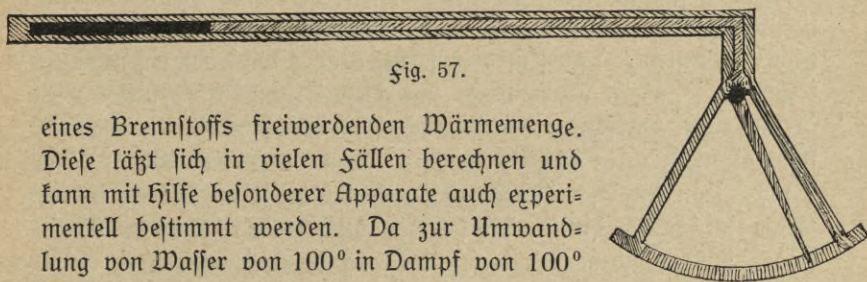 Fig. 57.
eines Brennstoffs freiwerdenden Wärmemenge.
Diese läßt sich in vielen Fällen berechnen und
kann mit Hilfe besonderer Apparate auch experi-
mentell bestimmt werden. Da zur Umwand-
lung von Wasser von 100° in Dampf von 100°